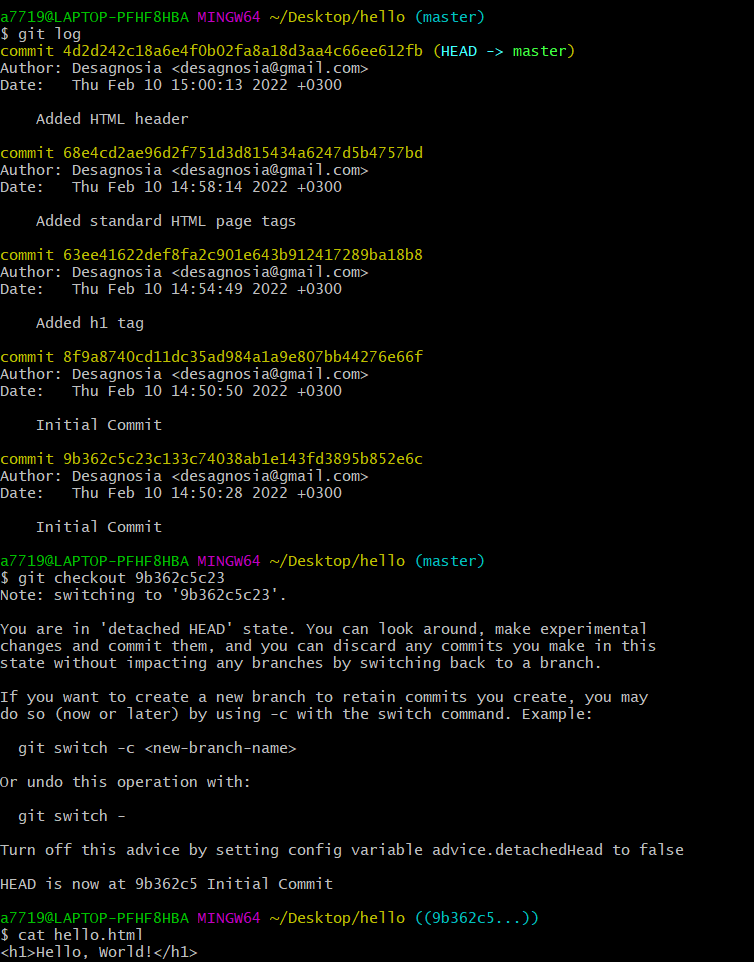 a7719@LAPTOP-PFHF8HBA MINGW64 ~/Desktop/hello (master)
$ git log
commit 4d2d242c18a6e4f0b02fa8a18d3aa4c66ee612fb (HEAD -> master)
Author: Desagnosia <desagnosia@gmail.com>
Date:   Thu Feb 10 15:00:13 2022 +0300
    Added HTML header
commit 68e4cd2ae96d2f751d3d815434a6247d5b4757bd
Author: Desagnosia <desagnosia@gmail.com>
Date:   Thu Feb 10 14:58:14 2022 +0300
    Added standard HTML page tags
commit 63ee41622def8fa2c901e643b912417289ba18b8
Author: Desagnosia <desagnosia@gmail.com>
Date:   Thu Feb 10 14:54:49 2022 +0300
    Added h1 tag
commit 8f9a8740cd11dc35ad984a1a9e807bb44276e66f
Author: Desagnosia <desagnosia@gmail.com>
Date:   Thu Feb 10 14:50:50 2022 +0300
    Initial Commit
commit 9b362c5c23c133c74038ab1e143fd3895b852e6c
Author: Desagnosia <desagnosia@gmail.com>
Date:   Thu Feb 10 14:50:28 2022 +0300
    Initial Commit
a7719@LAPTOP-PFHF8HBA MINGW64 ~/Desktop/hello (master)
$ git checkout 9b362c5c23
Note: switching to '9b362c5c23'.
You are in 'detached HEAD' state. You can look around, make experimental
changes and commit them, and you can discard any commits you make in this
state without impacting any branches by switching back to a branch.
If you want to create a new branch to retain commits you create, you may
do so (now or later) by using -c with the switch command. Example:
  git switch -c <new-branch-name>
Or undo this operation with:
  git switch -
Turn off this advice by setting config variable advice.detachedHead to false
HEAD is now at 9b362c5 Initial Commit
a7719@LAPTOP-PFHF8HBA MINGW64 ~/Desktop/hello ((9b362c5...))
$ cat hello.html
<h1>Hello, World!</h1>